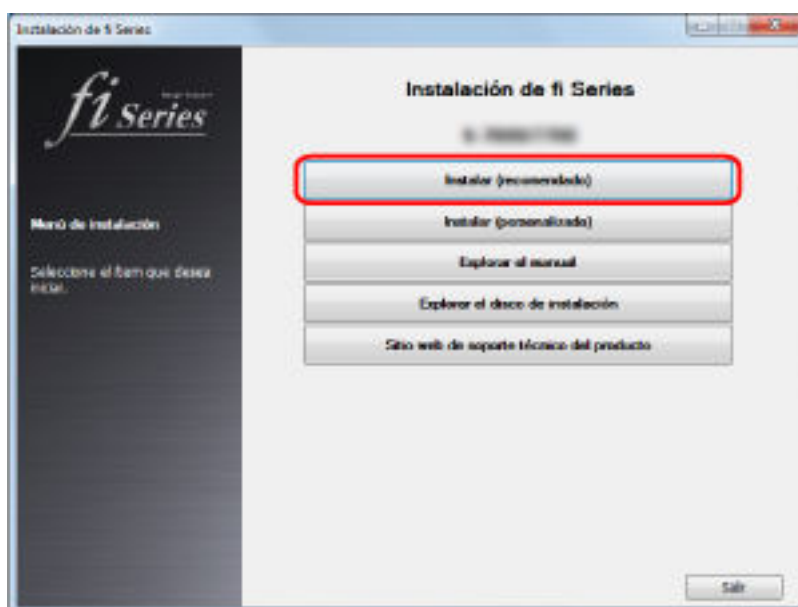 Instalación de fi Series
fi Series
Menú de instalación
Seleccione el ítem que desea
iniciar.
Instalación de fi Series
Instalar (recomendado)
Instalar (personalizado)
Explorar el manual
Explorar el disco de instalación
Sitio web de soporte técnico del producto
Salir